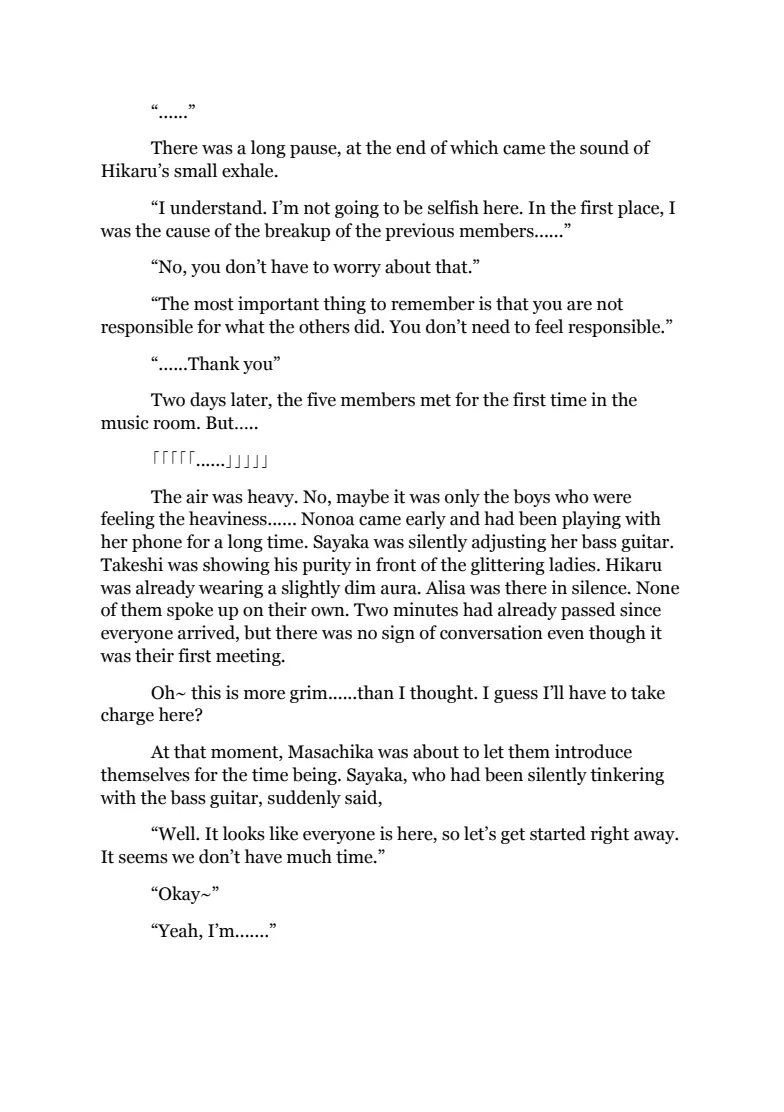 “......”
There was a long pause, at the end of which came the sound of
Hikaru’s small exhale.
“I understand. I’m not going to be selfish here. In the first place, I
was the cause of the breakup of the previous members......”
“No, you don’t have to worry about that.”
“The most important thing to remember is that you are not
responsible for what the others did. You don’t need to feel responsible.”
“......Thank you”
Two days later, the five members met for the first time in the
music room. But.....
「「「「「......」」」」」
The air was heavy. No, maybe it was only the boys who were
feeling the heaviness...... Nonoa came early and had been playing with
her phone for a long time. Sayaka was silently adjusting her bass guitar.
Takeshi was showing his purity in front of the glittering ladies. Hikaru
was already wearing a slightly dim aura. Alisa was there in silence. None
of them spoke up on their own. Two minutes had already passed since
everyone arrived, but there was no sign of conversation even though it
was their first meeting.
Oh~ this is more grim......than I thought. I guess I’ll have to take
charge here?
At that moment, Masachika was about to let them introduce
themselves for the time being. Sayaka, who had been silently tinkering
with the bass guitar, suddenly said,
“Well. It looks like everyone is here, so let’s get started right away.
It seems we don’t have much time.”
“Okay~”
“Yeah, I’m.......”